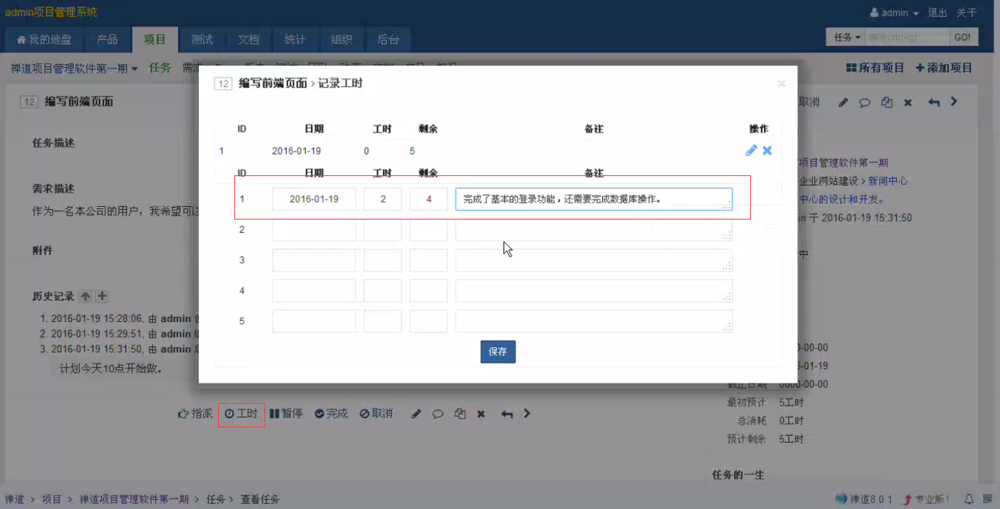 admin项目管理系统
admin 退出 关于
我的地盘 产品 项目 测试 文档 统计 组织 后台
任务 编号(ctrl+g) GO!
禅道项目管理软件第一期 任务 需求
所有项目 添加项目
12 编写前端页面
取消
任务描述
需求描述
作为一名本公司的用户，我希望可以
附件
历史记录
1. 2016-01-19 15:28:06, 由 admin
2. 2016-01-19 15:29:51, 由 admin
3. 2016-01-19 15:31:50, 由 admin
计划今天10点开始做。
12 编写前端页面 > 记录工时
×
ID 日期 工时 剩余 备注 操作
1 2016-01-19 0 5
ID 日期 工时 剩余 备注
1 2016-01-19 2 4 完成了基本的登录功能，还需要完成数据库操作。
2
3
4
5
保存
项目管理软件第一期
企业网站建设 > 新闻中心
中心的设计和开发。
于 2016-01-19 15:31:50
中
0-00-00
6-01-19
截止日期 0000-00-00
最初预计 5工时
总消耗 0工时
预计剩余 5工时
任务的一生
指派 工时 暂停 完成 取消
禅道 > 项目 > 禅道项目管理软件第一期 > 任务 > 查看任务
禅道8.0.1 专业版!